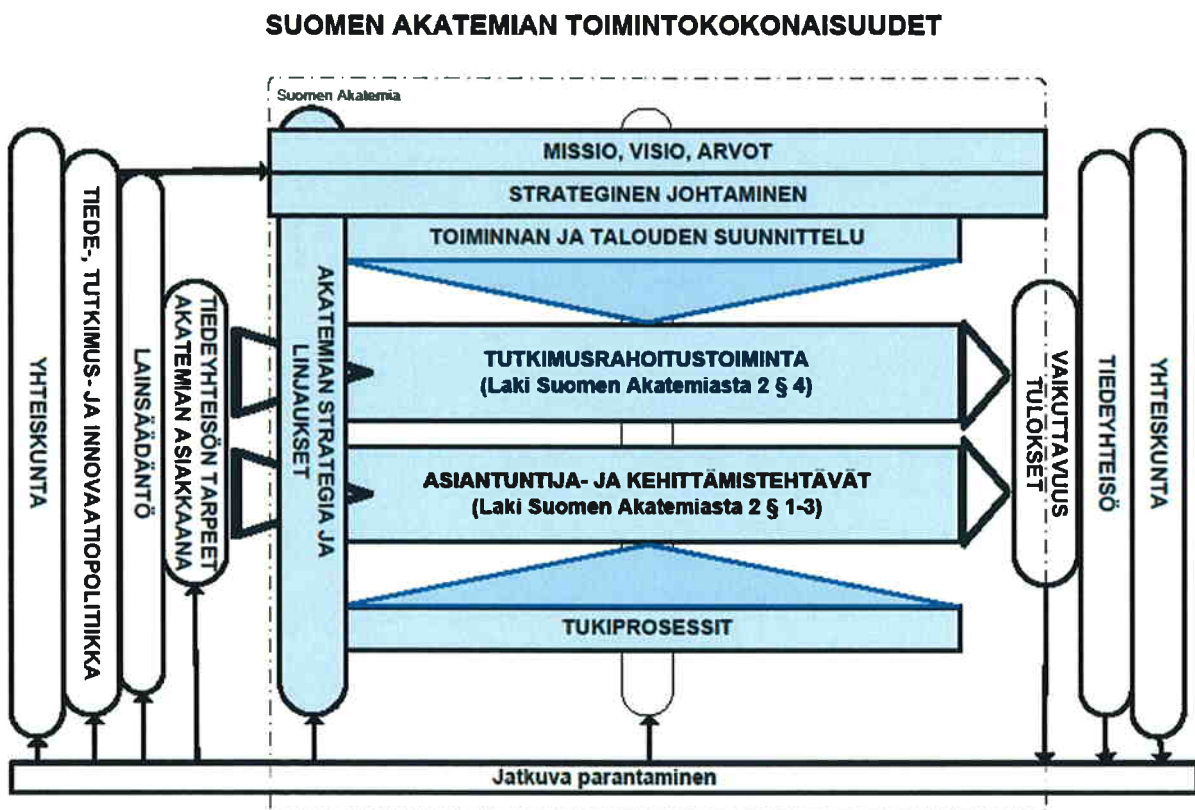 SUOMEN AKATEMIAN TOIMINTOKOKONAISUUDET
Suomen Akatemia
MISSIO, VISIO, ARVOT
STRATEGINEN JOHTAMINEN
TOIMINNAN JA TALOUDEN SUUNNITTELU
YHTEISKUNTA
TIEDE-, TUTKIMUS- JA INNOVAATIOPOLITIIKKA
LAINSÄÄDÄNTÖ
TIEDEYHTEISÖN TARPEET
AKATEMIAN ASIAKKAANA
AKATEMIAN STRATEGIA JA
LINJAUKSET
TUTKIMUSRAHOITUSTOIMINTA
(Laki Suomen Akatemiasta 2 § 4)
ASIANTUNTIJA- JA KEHITTÄMISTEHTÄVÄT
(Laki Suomen Akatemiasta 2 § 1-3)
TUKIPROSESSIT
VAIKUTTAVUUS
TULOKSET
TIEDEYHTEISÖ
YHTEISKUNTA
Jatkuva parantaminen